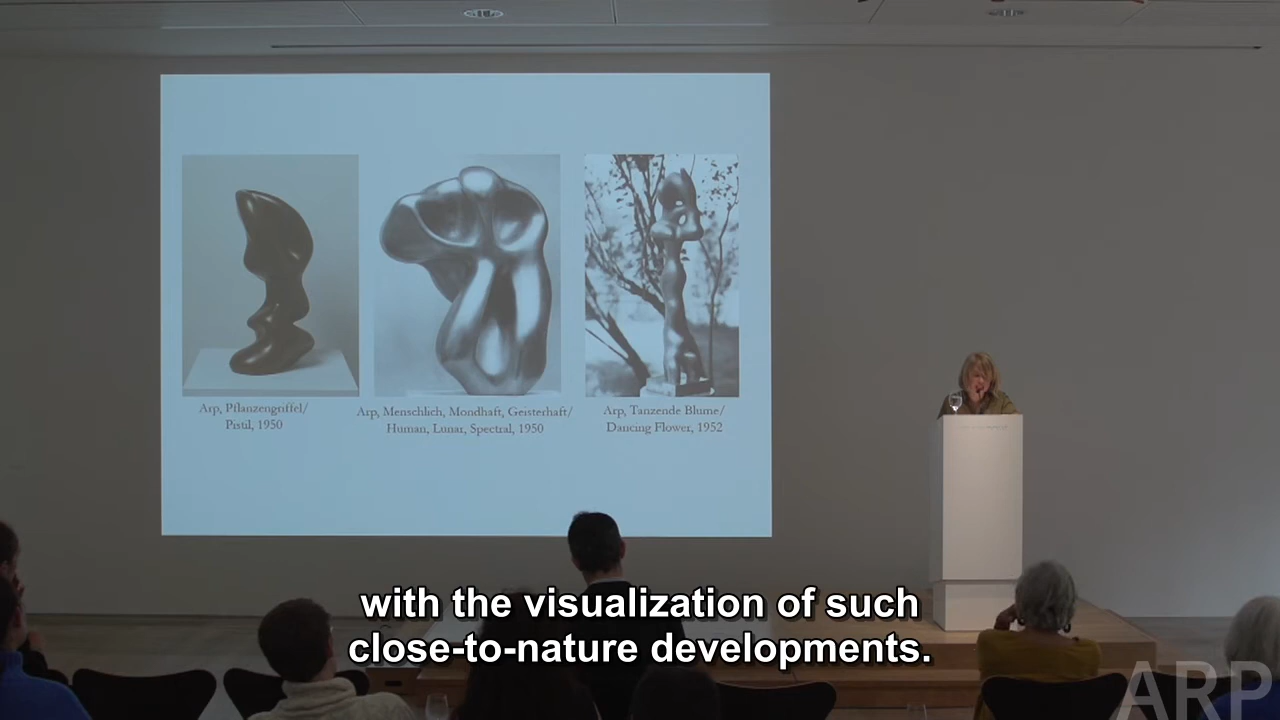 Arp, Pflanzengriffel/
Pistil, 1950
Arp, Menschlich, Mondhaft, Geisterhaft/
Human, Lunar, Spectral, 1950
Arp, Tanzende Blume/
Dancing Flower, 1952
with the visualization of such
close-to-nature developments.
ARP